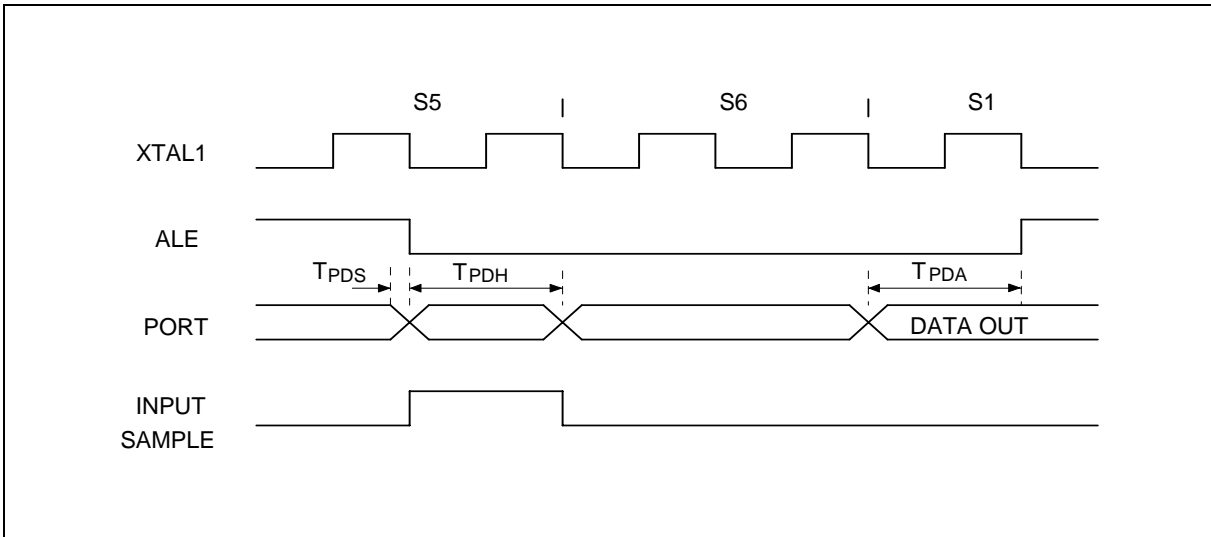 S5 | S6 | S1
XTAL1
ALE
TPDS TPDH TPDA
PORT DATA OUT
INPUT
SAMPLE